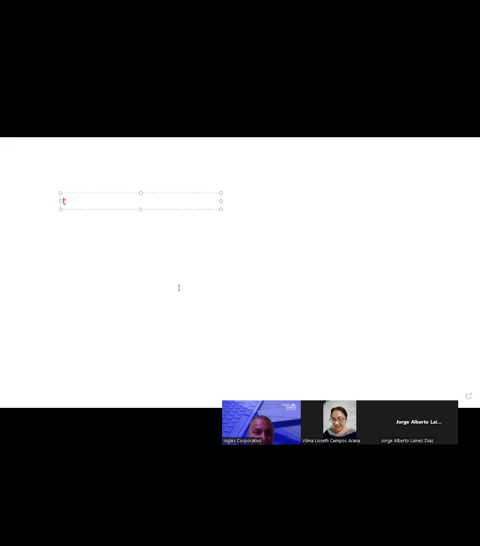 t
Jorge Alberto Lai...
Ingles Corporativo
Vilma Lisseth Campos Arana
Jorge Alberto Lainez Diaz